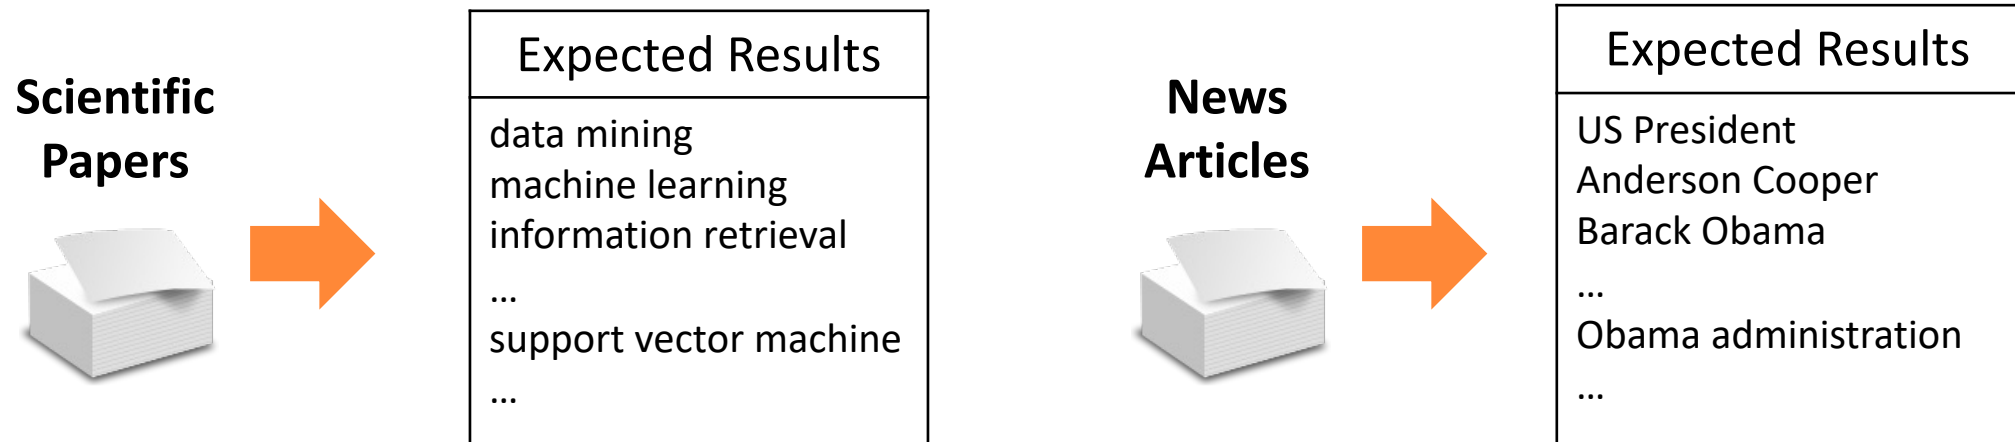 Scientific
Papers
Expected Results
data mining
machine learning
information retrieval
...
support vector machine
...
News
Articles
Expected Results
US President
Anderson Cooper
Barack Obama
...
Obama administration
...